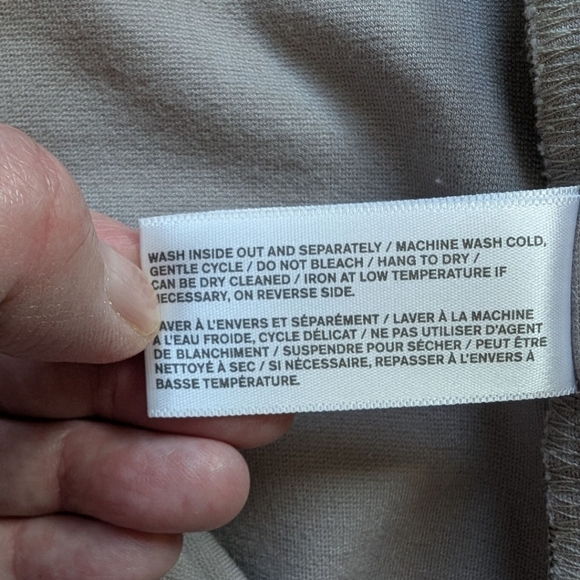 WASH INSIDE OUT AND SEPARATELY / MACHINE WASH COLD,
GENTLE CYCLE / DO NOT BLEACH / HANG TO DRY /
CAN BE DRY CLEANED / IRON AT LOW TEMPERATURE IF
NECESSARY, ON REVERSE SIDE.
LAVER À L'ENVERS ET SÉPARÉMENT / LAVER À LA MACHINE
À L'EAU FROIDE, CYCLE DÉLICAT / NE PAS UTILISER D'AGENT
DE BLANCHIMENT / SUSPENDRE POUR SÉCHER / PEUT ÊTRE
NETTOYÉ À SEC / SI NÉCESSAIRE, REPASSER À L'ENVERS À
BASSE TEMPÉRATURE.